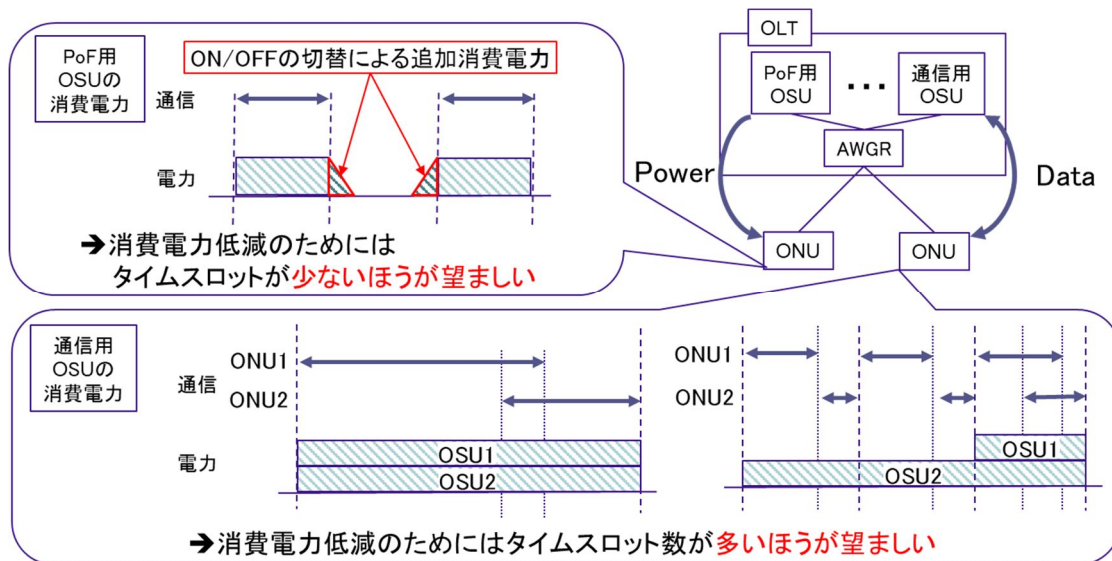 PoF用
OSUの
消費電力
ON/OFFの切替による追加消費電力
通信
電力
➔消費電力低減のためには
タイムスロットが少ないほうが望ましい
OLT
PoF用
OSU
・・・
通信用
OSU
AWGR
Power
Data
ONU
ONU
通信用
OSUの
消費電力
通信
ONU1
ONU2
電力
OSU1
OSU2
ONU1
ONU2
OSU1
OSU2
➔消費電力低減のためにはタイムスロット数が多いほうが望ましい